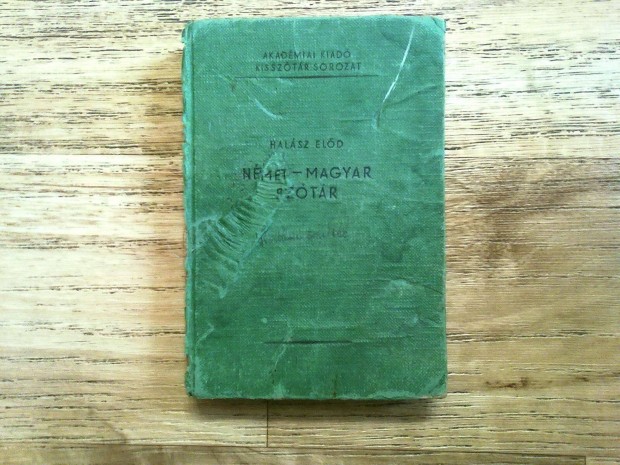 AKADÉMIAI KIADÓ
KISSZÓTÁR SOROZAT
HALÁSZ ELŐD
NÉMET–MAGYAR
SZÓTÁR